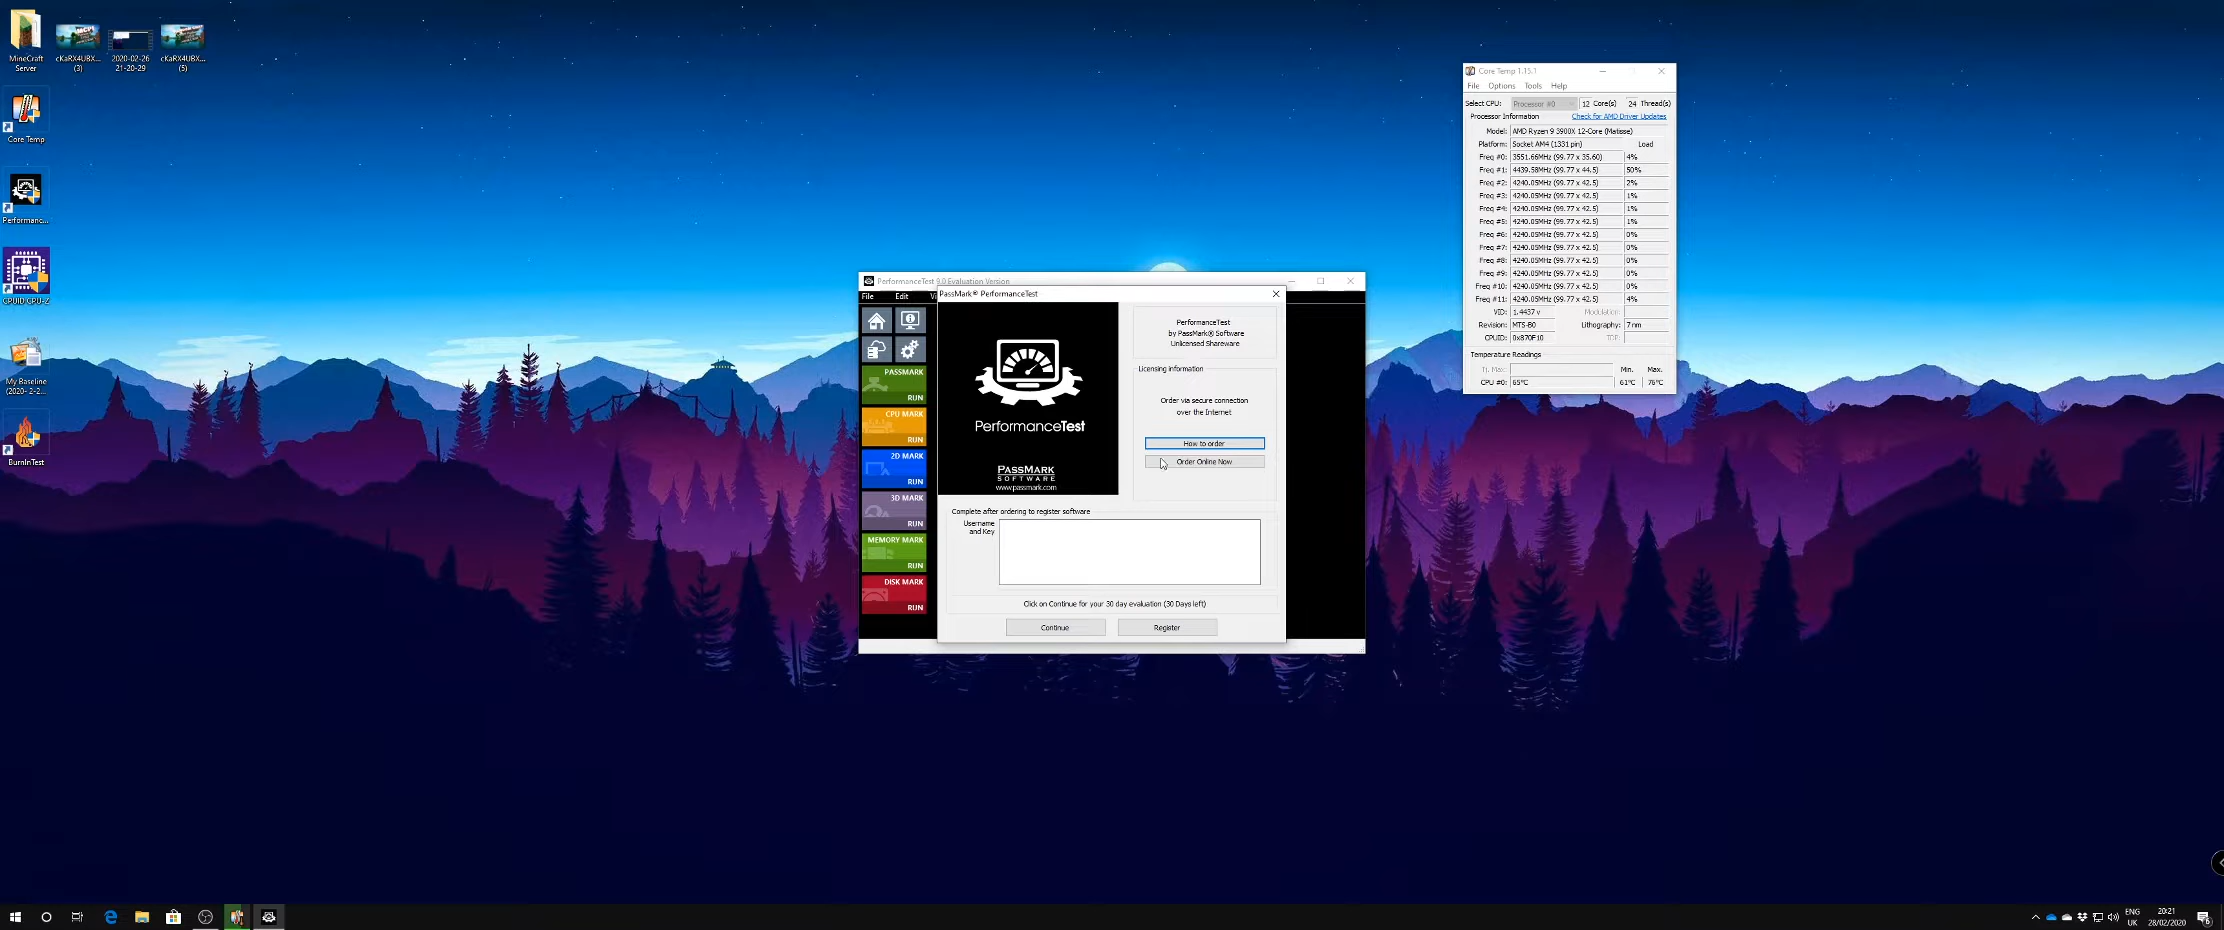 MineCraft
Server
cKaRX4UBX...
(3)
2020-02-26
21-20-29
cKaRX4UBX...
(5)
Core Temp
Performanc...
CPUID CPU-Z
My Baseline
(2020- 2-2...
BurnInTest
PerformanceTest 9.0 Evaluation Version
File Edit Vi
PASSMARK
RUN
CPU MARK
RUN
2D MARK
RUN
3D MARK
RUN
MEMORY MARK
RUN
DISK MARK
RUN
PassMark® PerformanceTest
PerformanceTest
PASSMARK
SOFTWARE
www.passmark.com
PerformanceTest
by PassMark® Software
Unlicensed Shareware
Licensing information
Order via secure connection
over the Internet
How to order
Order Online Now
Complete after ordering to register software
Username
and Key
Click on Continue for your 30 day evaluation (30 Days left)
Continue Register
Core Temp 1.15.1
File Options Tools Help
Select CPU: Processor #0 12 Core(s) 24 Thread(s)
Processor Information Check for AMD Driver Updates
Model: AMD Ryzen 9 3900X 12-Core (Matisse)
Platform: Socket AM4 (1331 pin) Load
Freq #0: 3551.66MHz (99.77 x 35.60) 4%
Freq #1: 4439.58MHz (99.77 x 44.5) 50%
Freq #2: 4240.05MHz (99.77 x 42.5) 2%
Freq #3: 4240.05MHz (99.77 x 42.5) 1%
Freq #4: 4240.05MHz (99.77 x 42.5) 1%
Freq #5: 4240.05MHz (99.77 x 42.5) 1%
Freq #6: 4240.05MHz (99.77 x 42.5) 0%
Freq #7: 4240.05MHz (99.77 x 42.5) 0%
Freq #8: 4240.05MHz (99.77 x 42.5) 0%
Freq #9: 4240.05MHz (99.77 x 42.5) 0%
Freq #10: 4240.05MHz (99.77 x 42.5) 0%
Freq #11: 4240.05MHz (99.77 x 42.5) 4%
VID: 1.4437 v Modulation:
Revision: MTS-B0 Lithography: 7 nm
CPUID: 0x870F10 TDP:
Temperature Readings
Tj. Max: Min. Max.
CPU #0: 65°C 61°C 76°C
ENG
UK
20:21
28/02/2020
6